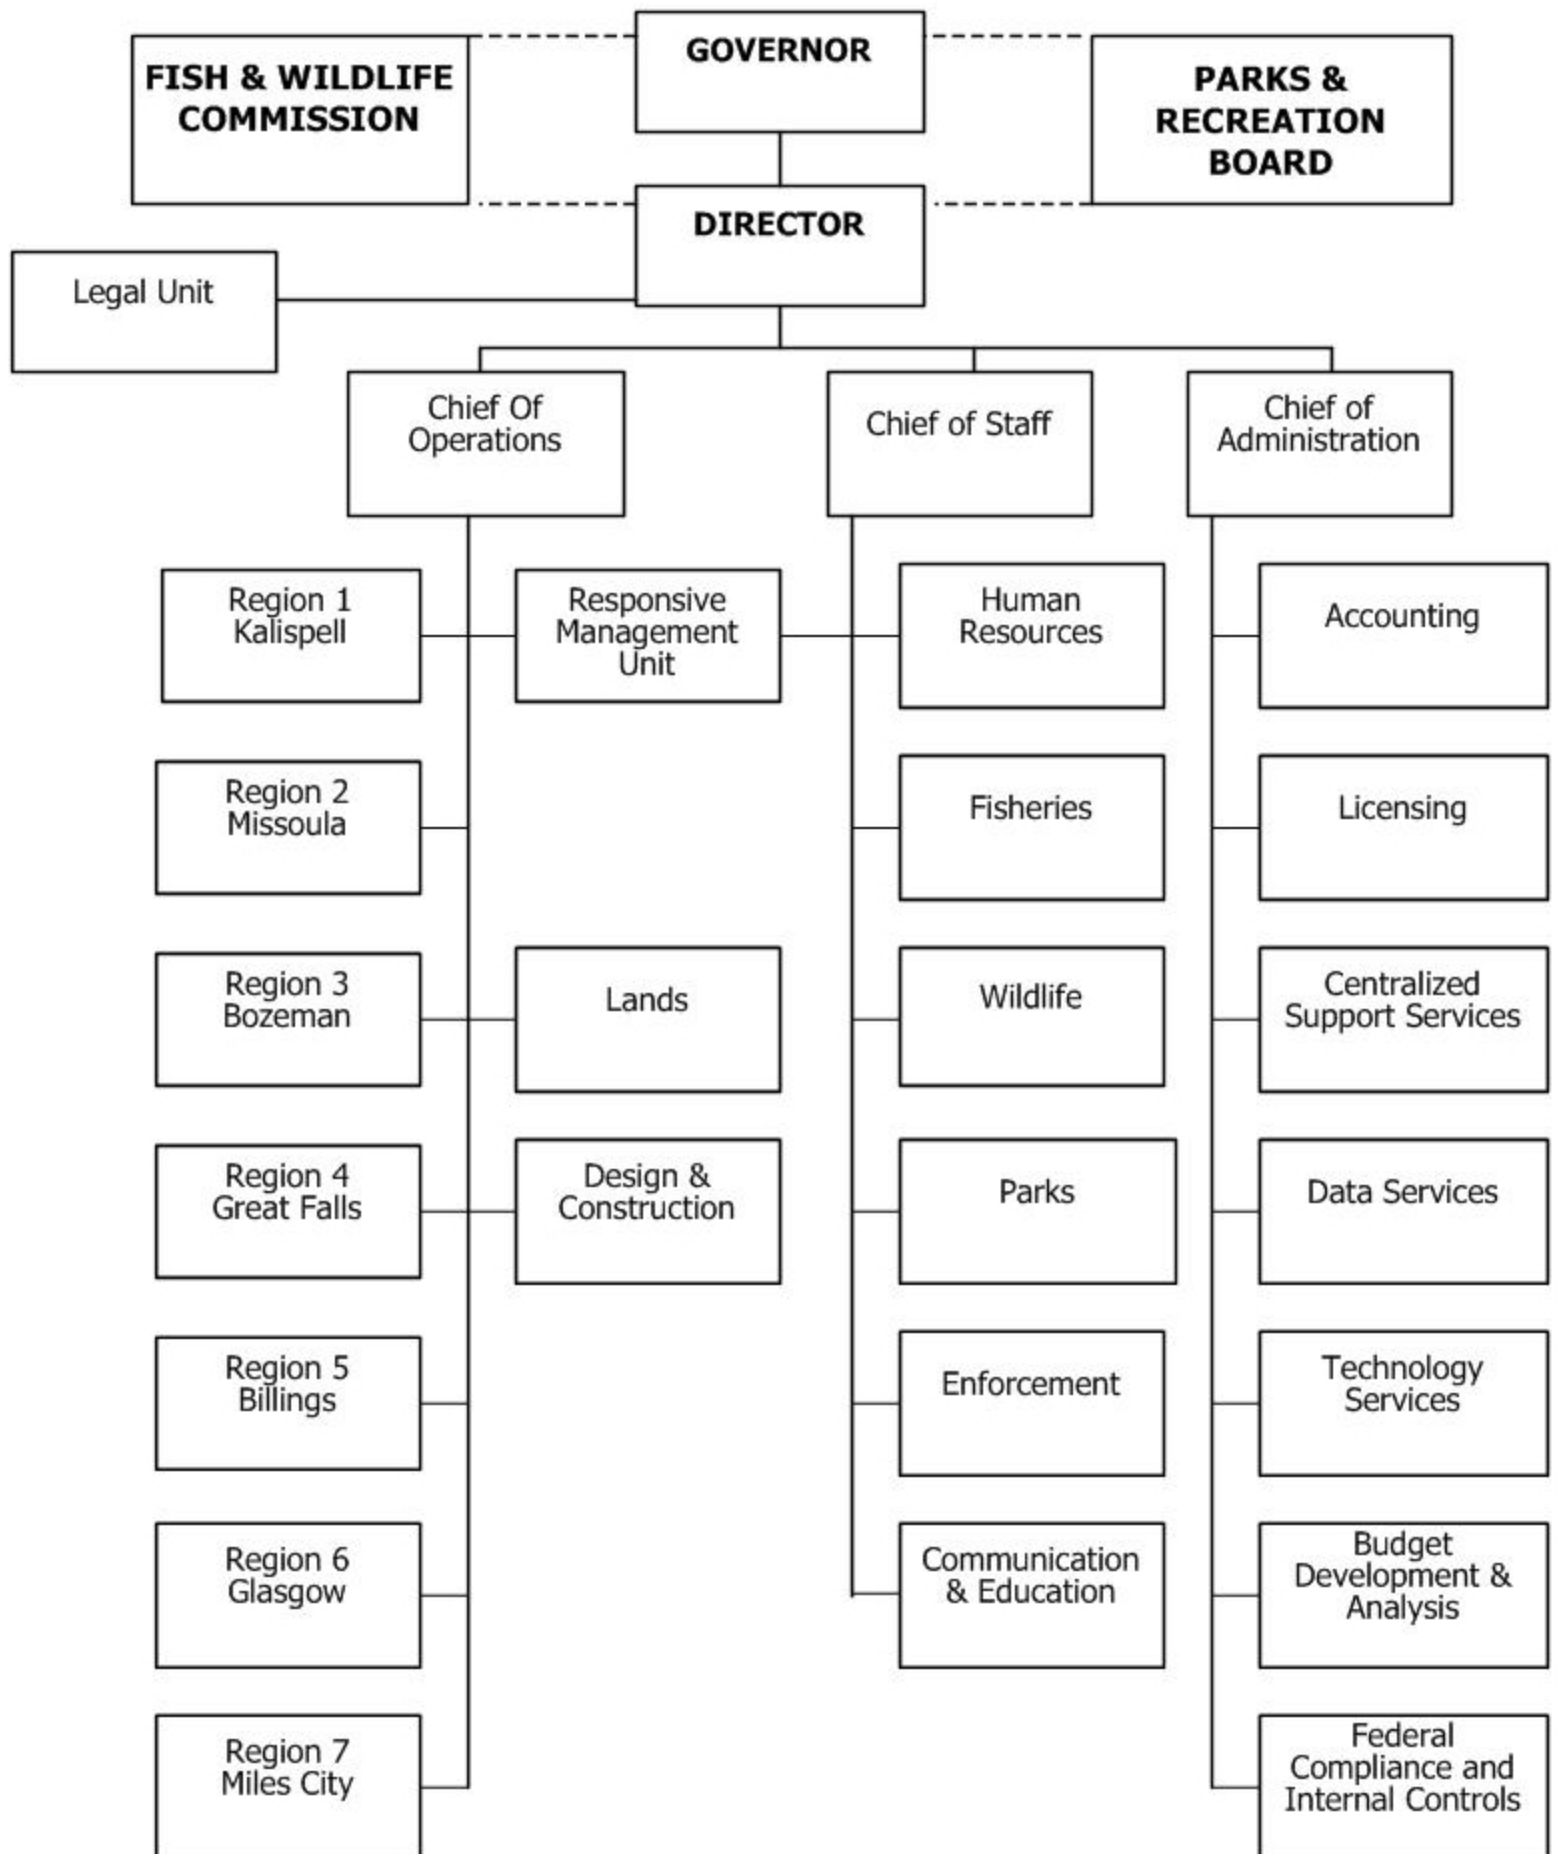 GOVERNOR
FISH & WILDLIFE
COMMISSION
PARKS &
RECREATION
BOARD
DIRECTOR
Legal Unit
Chief Of
Operations
Chief of Staff
Chief of
Administration
Region 1
Kalispell
Responsive
Management
Unit
Human
Resources
Accounting
Region 2
Missoula
Fisheries
Licensing
Region 3
Bozeman
Lands
Wildlife
Centralized
Support Services
Region 4
Great Falls
Design &
Construction
Parks
Data Services
Region 5
Billings
Enforcement
Technology
Services
Region 6
Glasgow
Communication
& Education
Budget
Development &
Analysis
Region 7
Miles City
Federal
Compliance and
Internal Controls